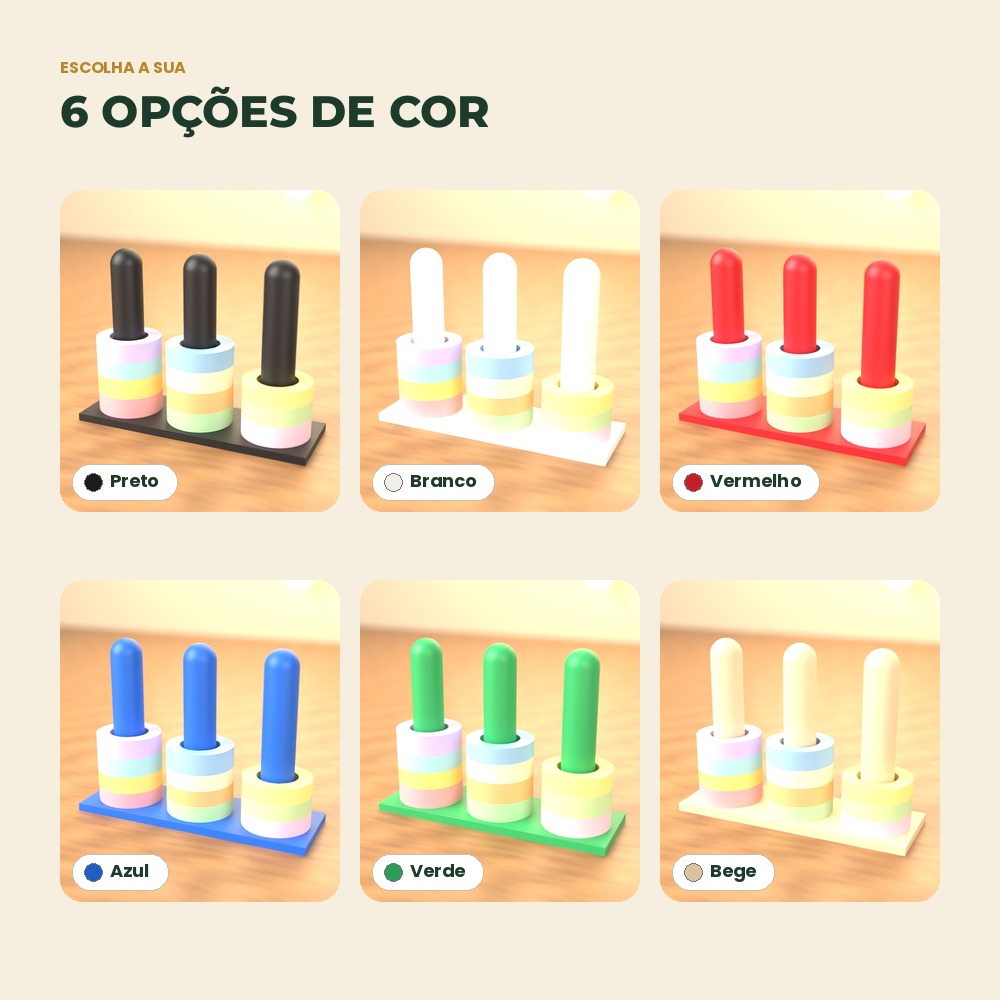 ESCOLHA A SUA
6 OPÇÕES DE COR
Preto
Branco
Vermelho
Azul
Verde
Bege